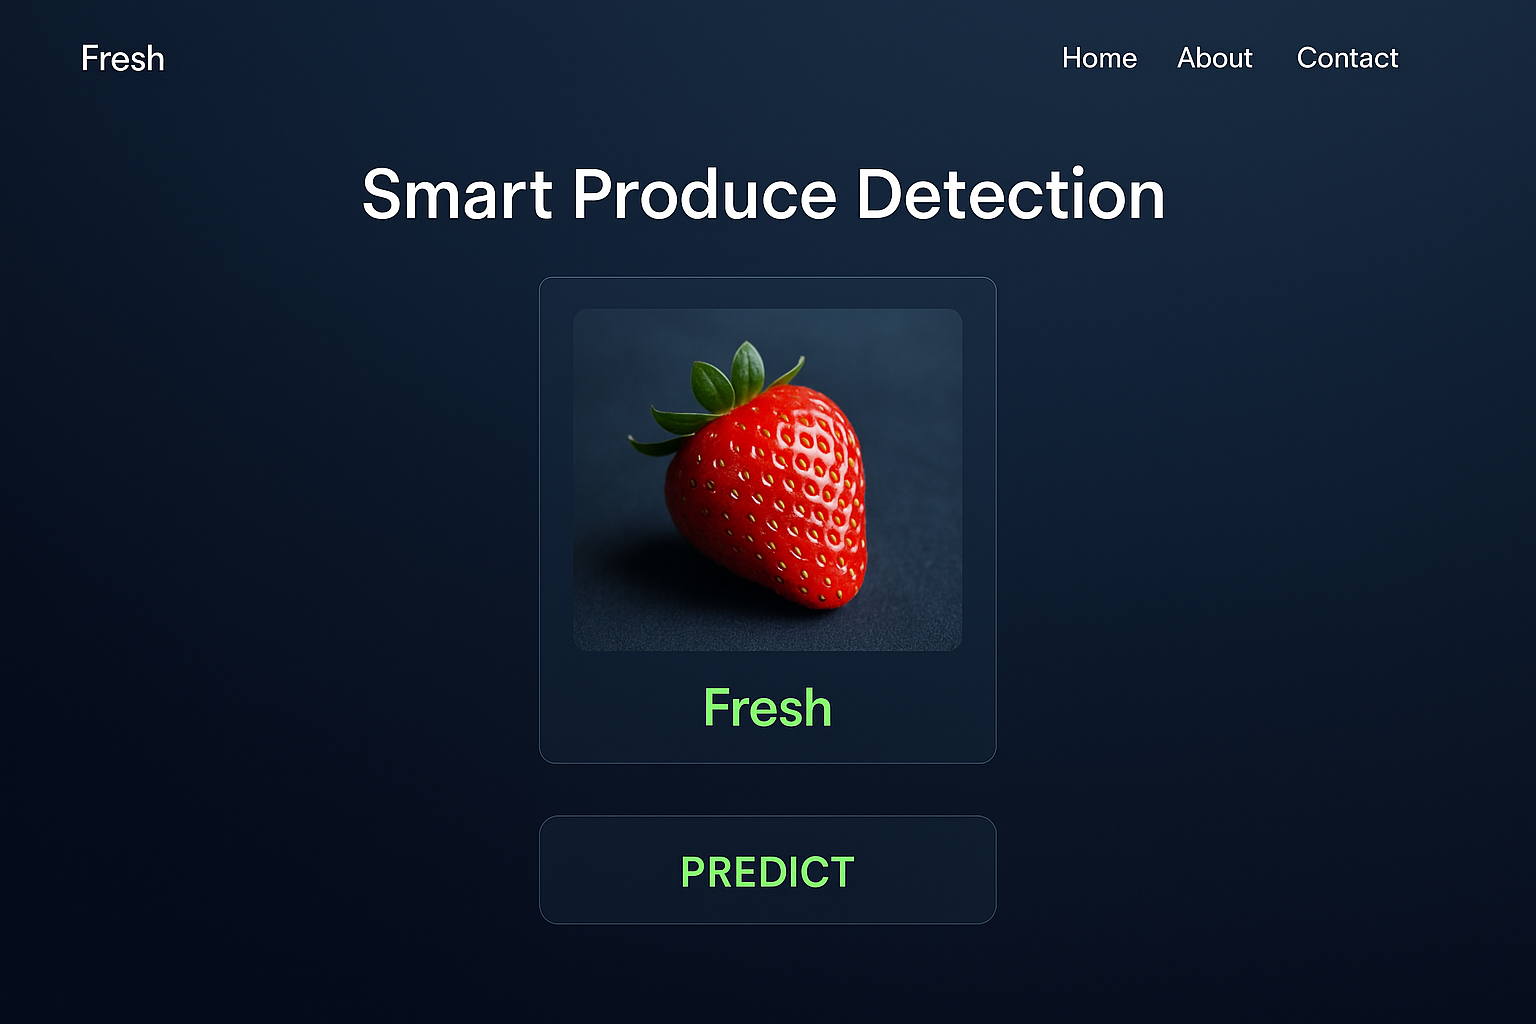 Fresh
Home About Contact
Smart Produce Detection
Fresh
PREDICT